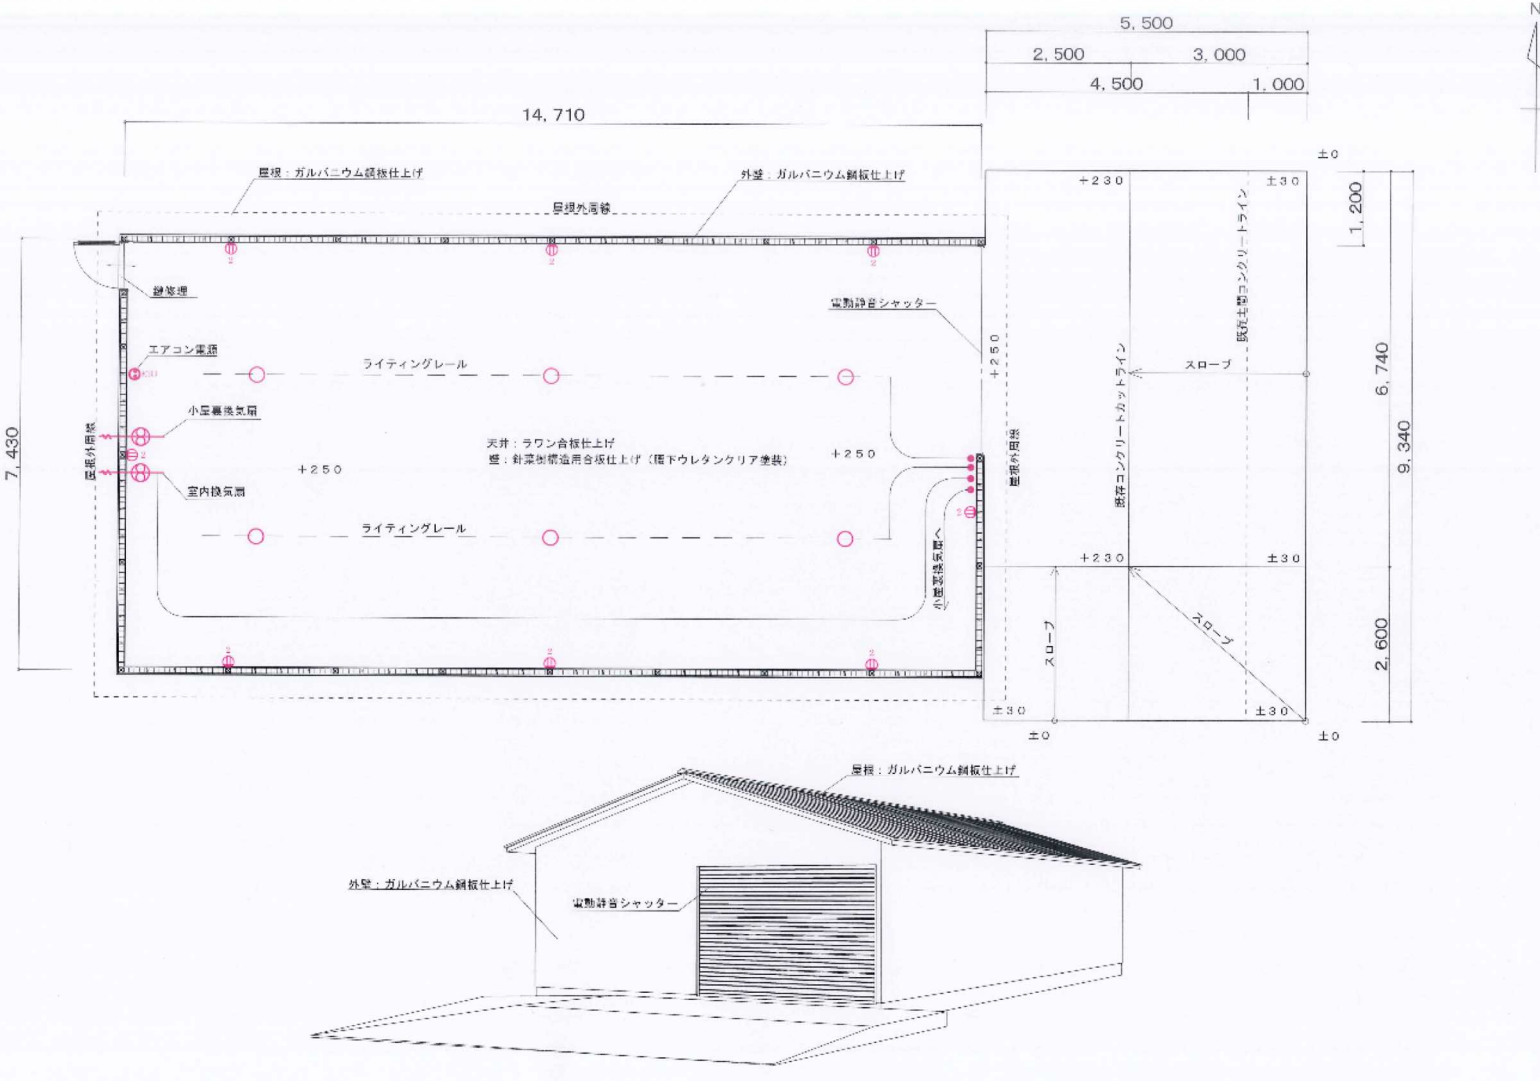 N
5,500
2,500
3,000
4,500
1,000
14,710
±0
屋根：ガルバニウム鋼板仕上げ
外壁：ガルバニウム鋼板仕上げ
+230
±30
1,200
屋根外周線
2
2
2
鍵修理
電動静音シャッター
既存土間コンクリートライン
エアコン電源
ライティングレール
+250
スロープ
6,740
小屋裏換気扇
既存コンクリートカットライン
7,430
屋根外周線
2
天井：ラワン合板仕上げ
壁：針葉樹構造用合板仕上げ（腰下ウレタンクリア塗装）
+250
+250
屋根外周線
9,340
室内換気扇
ライティングレール
2
小屋裏換気扇へ
+230
±30
スロープ
スロープ
2,600
2
2
2
±30
±30
±0
±0
屋根：ガルバニウム鋼板仕上げ
外壁：ガルバニウム鋼板仕上げ
電動静音シャッター